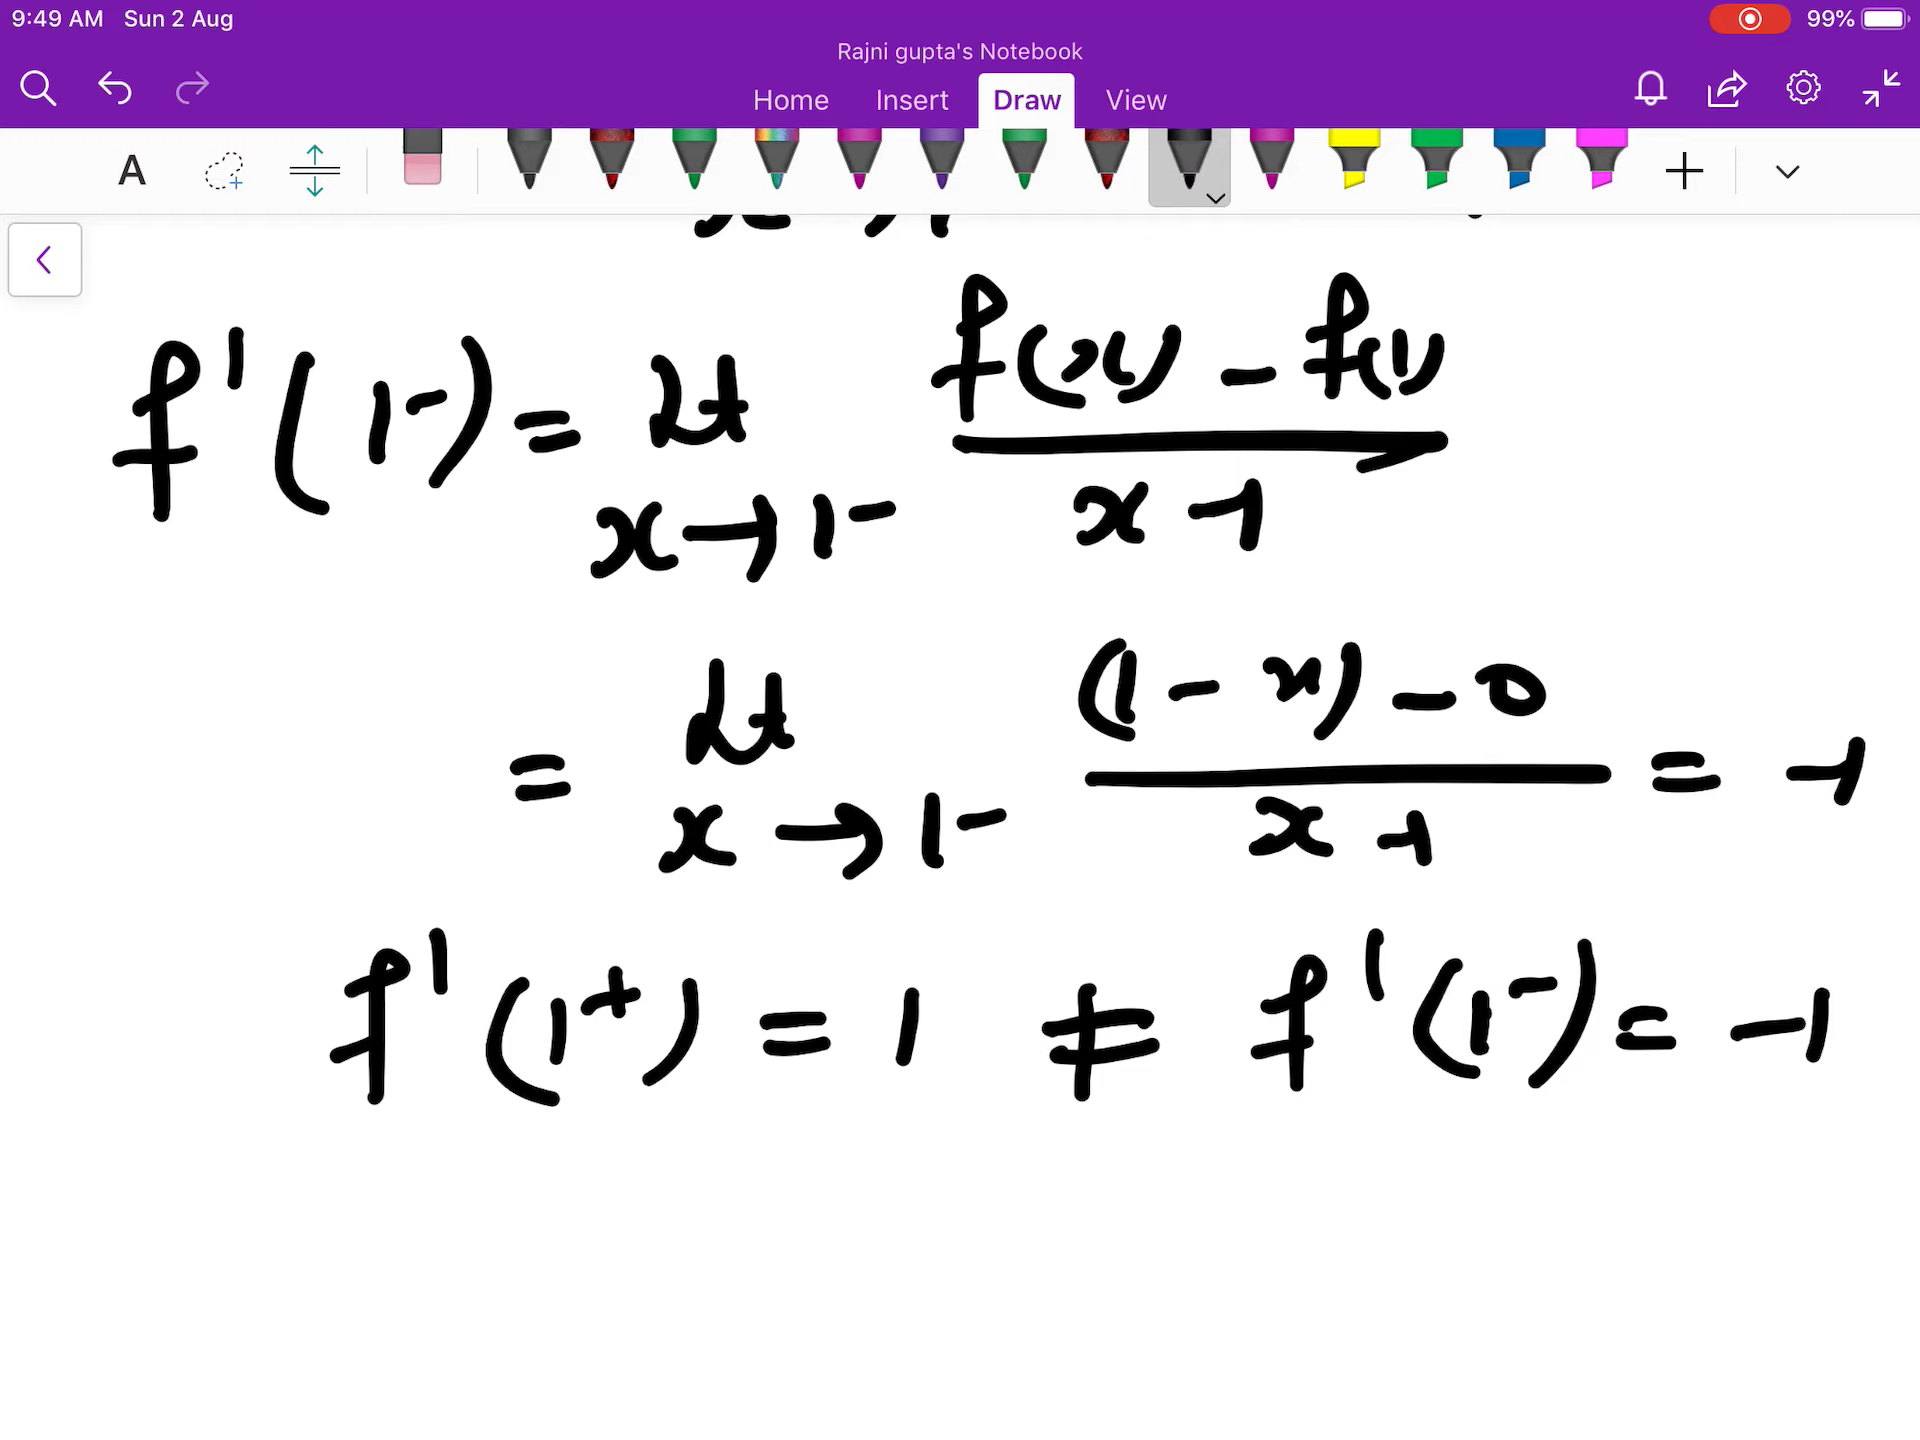 9:49 AM Sun 2 Aug
99%
Rajni gupta's Notebook
Home Insert Draw View
A
f'(1-) = Lt f(x) - f(1)
x→1- x-1
= Lt (1-x)-0 = -1
x→1- x-1
f'(1+) = 1 ≠ f'(1-) = -1